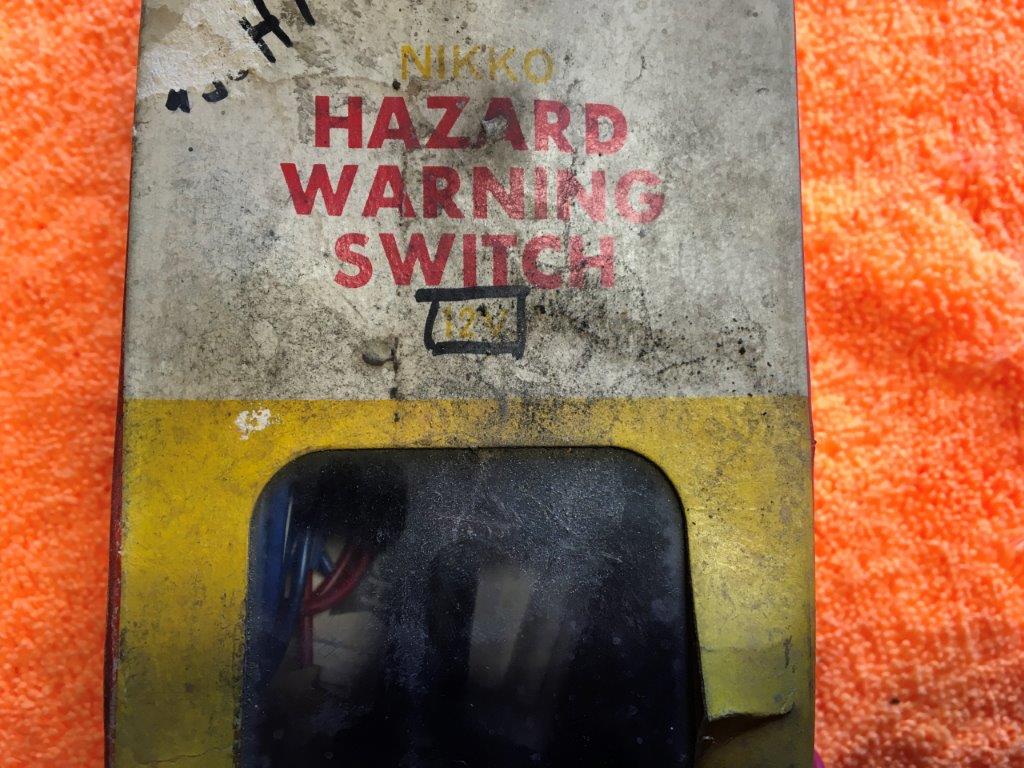 NIKKO
HAZARD
WARNING
SWITCH
12V